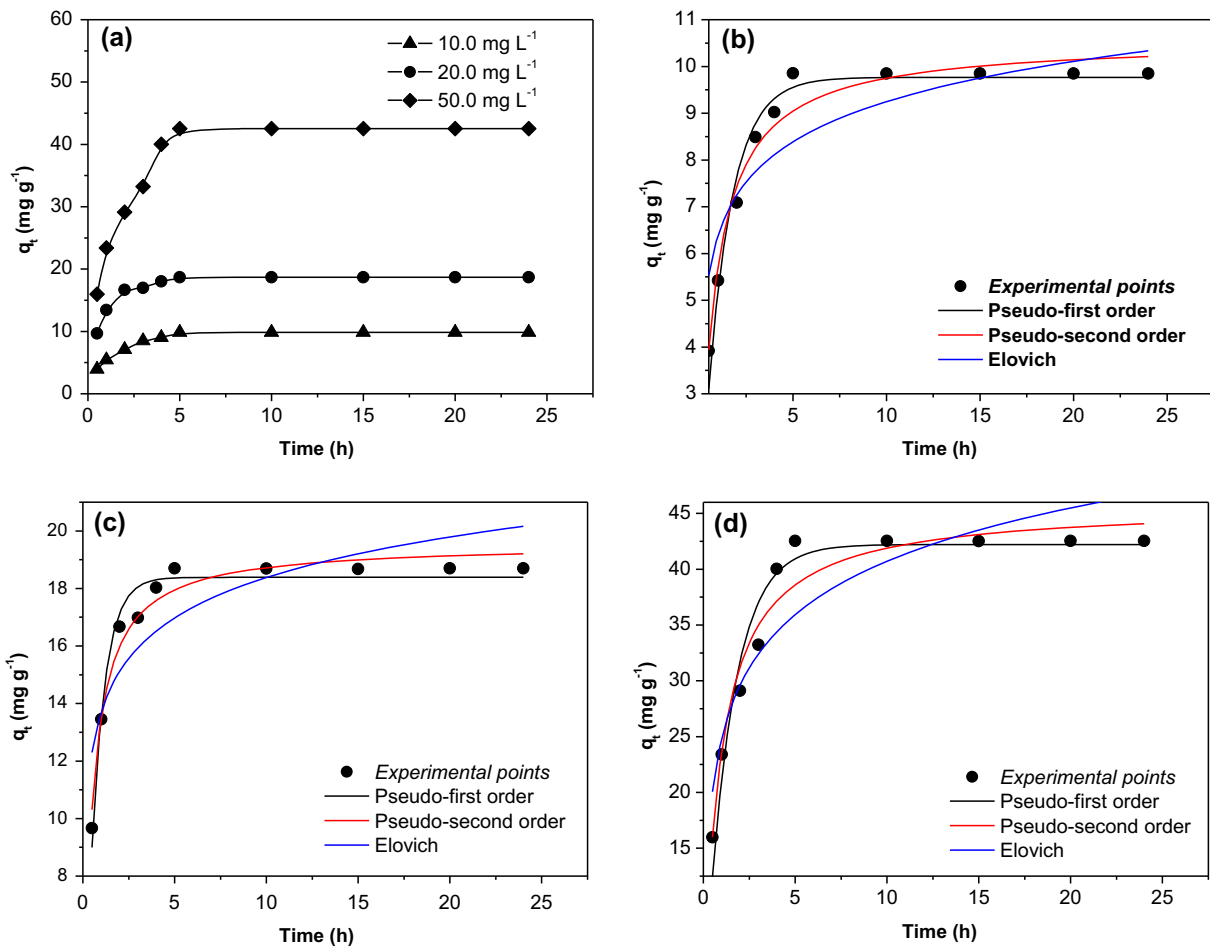 (a)
10.0 mg L⁻¹
20.0 mg L⁻¹
50.0 mg L⁻¹
60
50
40
30
20
10
0
qₜ (mg g⁻¹)
0 5 10 15 20 25
Time (h)
(b)
11
10
9
8
7
6
5
4
3
qₜ (mg g⁻¹)
Experimental points
Pseudo-first order
Pseudo-second order
Elovich
5 10 15 20 25
Time (h)
(c)
20
18
16
14
12
10
8
qₜ (mg g⁻¹)
Experimental points
Pseudo-first order
Pseudo-second order
Elovich
0 5 10 15 20 25
Time (h)
(d)
45
40
35
30
25
20
15
qₜ (mg g⁻¹)
Experimental points
Pseudo-first order
Pseudo-second order
Elovich
0 5 10 15 20 25
Time (h)